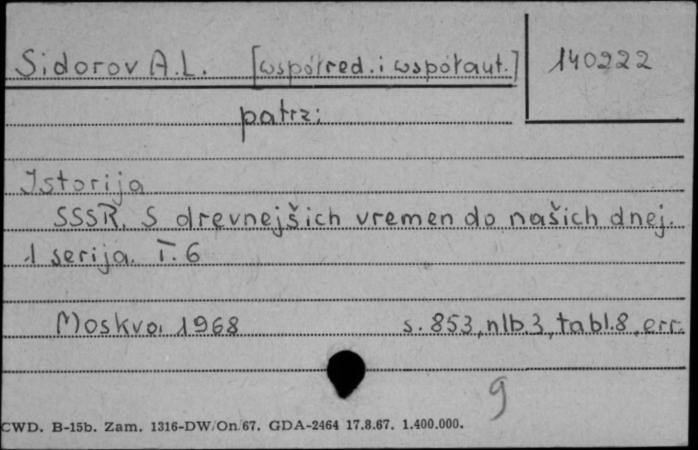 Sidorov A.L. [współred. i współaut.] 140222
patrz:
Istorija
SSSR. S drevnejšich vremen do našich dnej.
1 serija. T. 6
Moskva 1968 s. 853, nlb. 3, tabl. 8, err.
9
CWD. B-15b. Zam. 1316-DW/On/67. GDA-2464 17.8.67. 1.400.000.